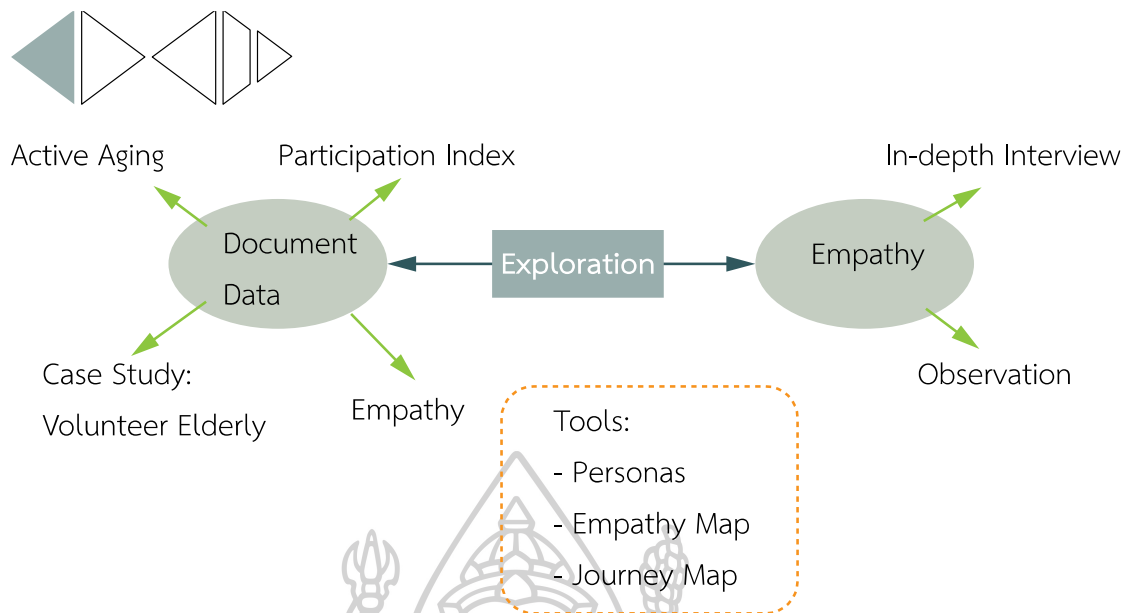 Active Aging
Participation Index
In-depth Interview
Document
Data
Exploration
Empathy
Case Study:
Volunteer Elderly
Empathy
Observation
Tools:
- Personas
- Empathy Map
- Journey Map